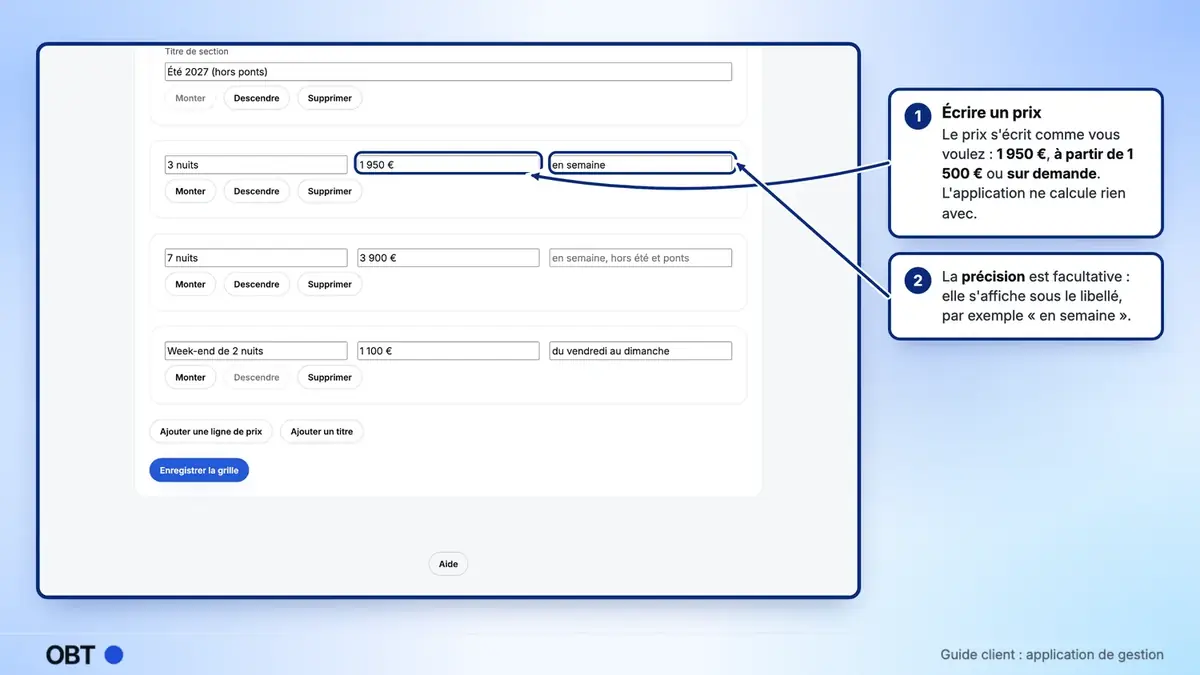 Titre de section
Été 2027 (hors ponts)
Monter Descendre Supprimer
3 nuits 1 950 € en semaine
Monter Descendre Supprimer
7 nuits 3 900 € en semaine, hors été et ponts
Monter Descendre Supprimer
Week-end de 2 nuits 1 100 € du vendredi au dimanche
Monter Descendre Supprimer
Ajouter une ligne de prix Ajouter un titre
Enregistrer la grille
Aide
1 Écrire un prix
Le prix s'écrit comme vous
voulez : 1 950 €, à partir de 1
500 € ou sur demande.
L'application ne calcule rien
avec.
2 La précision est facultative :
elle s'affiche sous le libellé,
par exemple « en semaine ».
OBT
Guide client : application de gestion